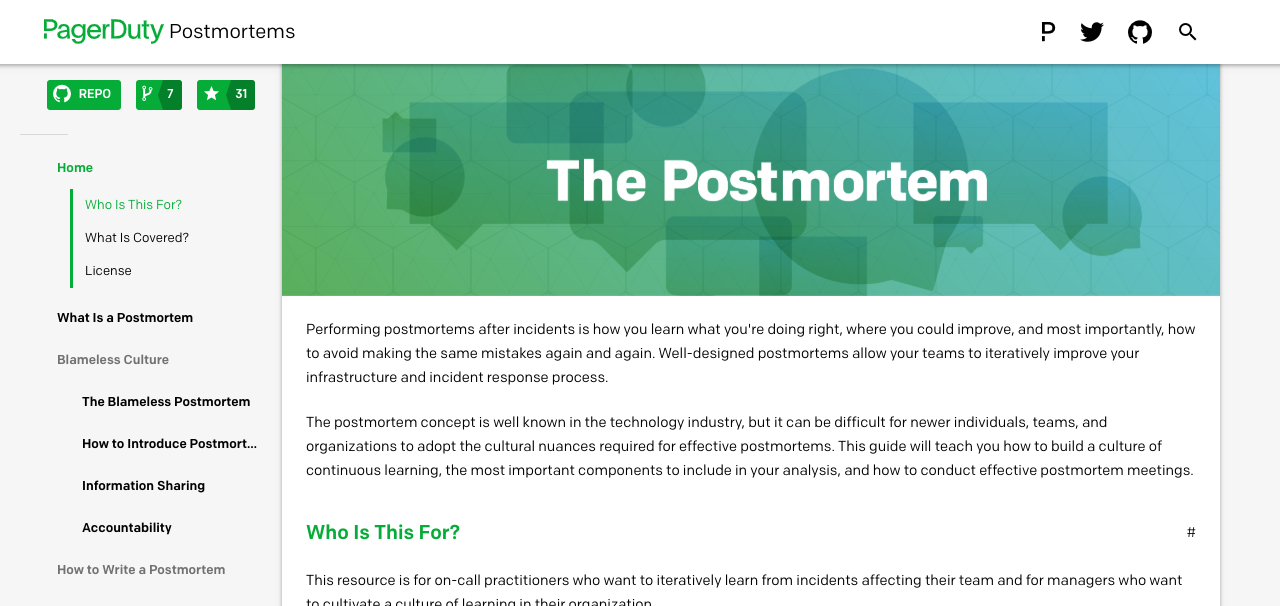 PagerDuty Postmortems
REPO 7 31
Home
Who Is This For?
What Is Covered?
License
What Is a Postmortem
Blameless Culture
The Blameless Postmortem
How to Introduce Postmort...
Information Sharing
Accountability
How to Write a Postmortem
The Postmortem
Performing postmortems after incidents is how you learn what you're doing right, where you could improve, and most importantly, how
to avoid making the same mistakes again and again. Well-designed postmortems allow your teams to iteratively improve your
infrastructure and incident response process.
The postmortem concept is well known in the technology industry, but it can be difficult for newer individuals, teams, and
organizations to adopt the cultural nuances required for effective postmortems. This guide will teach you how to build a culture of
continuous learning, the most important components to include in your analysis, and how to conduct effective postmortem meetings.
Who Is This For? #
This resource is for on-call practitioners who want to iteratively learn from incidents affecting their team and for managers who want
to cultivate a culture of learning in their organization.